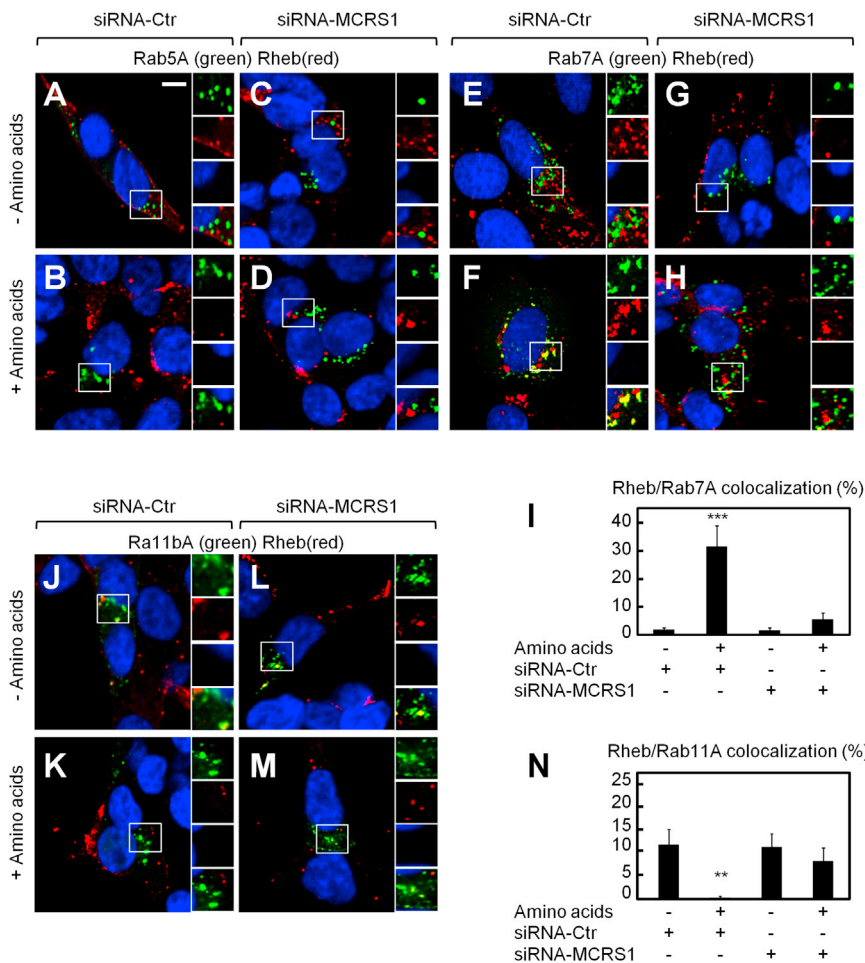 siRNA-Ctr siRNA-MCRS1 siRNA-Ctr siRNA-MCRS1
Rab5A (green) Rheb(red) Rab7A (green) Rheb(red)
- Amino acids
A C E G
+ Amino acids
B D F H
siRNA-Ctr siRNA-MCRS1
Ra11bA (green) Rheb(red)
- Amino acids
J L
+ Amino acids
K M
I
Rheb/Rab7A colocalization (%)
40
30
20
10
0
***
Amino acids - + - +
siRNA-Ctr + + - -
siRNA-MCRS1 - - + +
N
Rheb/Rab11A colocalization (%)
25
20
15
10
5
0
**
Amino acids - + - +
siRNA-Ctr + + - -
siRNA-MCRS1 - - + +